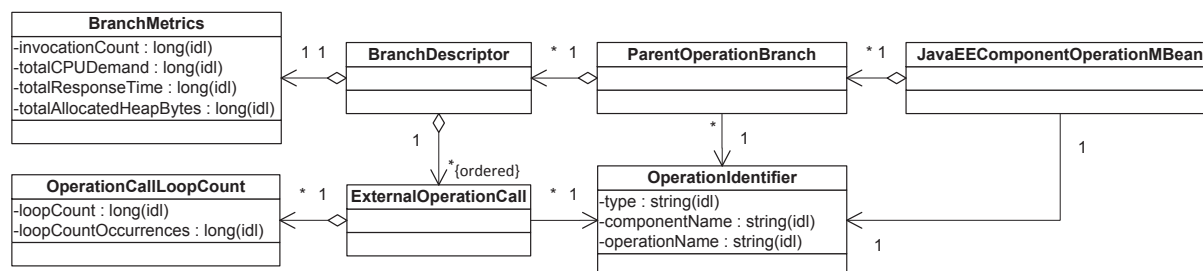 BranchMetrics
-invocationCount : long(idl)
-totalCPUDemand : long(idl)
-totalResponseTime : long(idl)
-totalAllocatedHeapBytes : long(idl)
1 1
BranchDescriptor
* 1
ParentOperationBranch
* 1
JavaEEComponentOperationMBean
1
*{ordered}
*
1
1
1
OperationCallLoopCount
-loopCount : long(idl)
-loopCountOccurrences : long(idl)
* 1
ExternalOperationCall
* 1
OperationIdentifier
-type : string(idl)
-componentName : string(idl)
-operationName : string(idl)